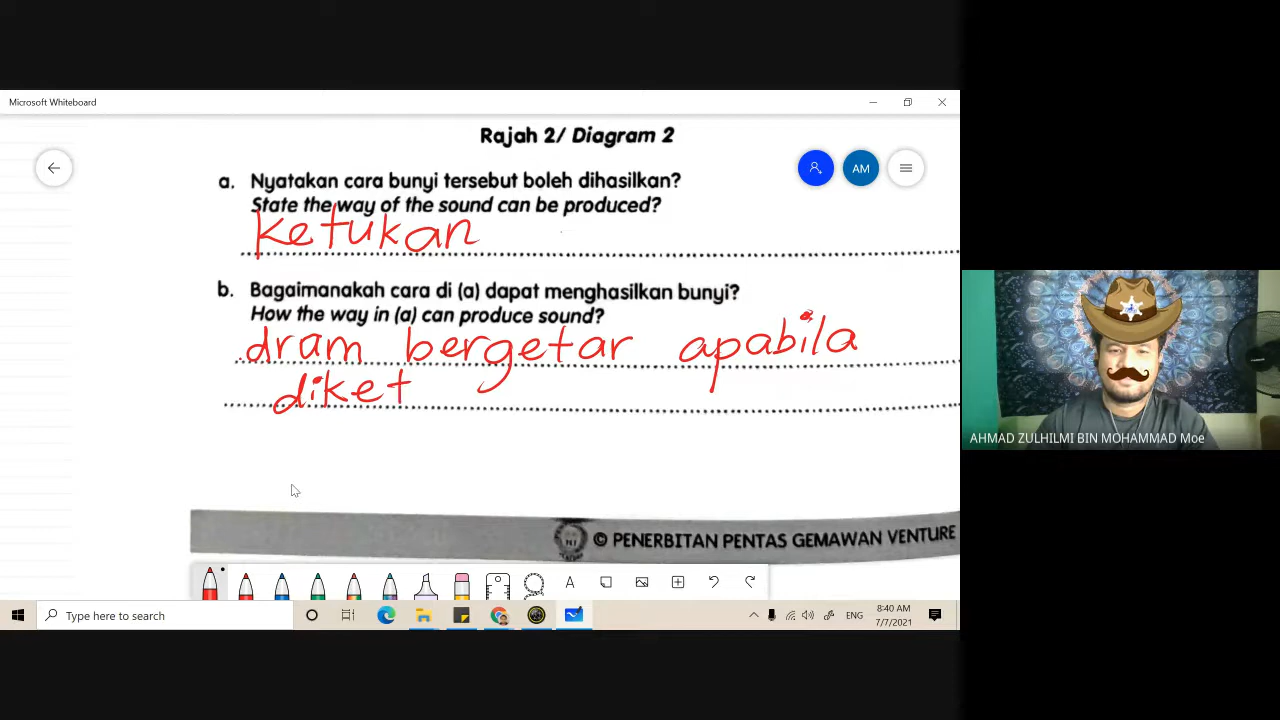 Microsoft Whiteboard
Rajah 2/ Diagram 2
AM
a. Nyatakan cara bunyi tersebut boleh dihasilkan?
State the way of the sound can be produced?
Ketukan
b. Bagaimanakah cara di (a) dapat menghasilkan bunyi?
How the way in (a) can produce sound?
dram bergetar apabila
diket
AHMAD ZULHILMI BIN MOHAMMAD Moe
© PENERBITAN PENTAS GEMAWAN VENTURE
A
Type here to search
ENG
8:40 AM
7/7/2021